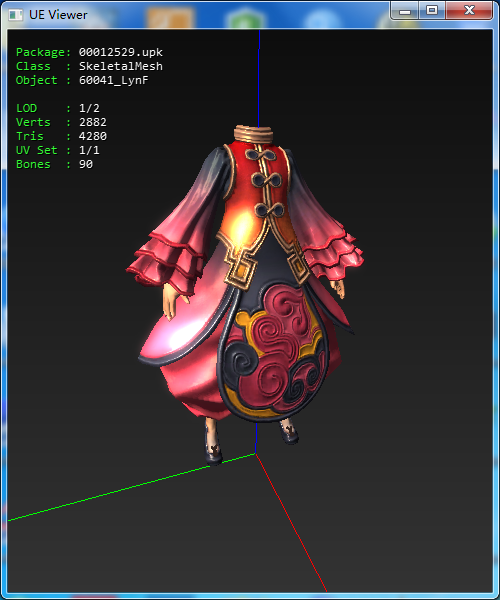 UE Viewer
Package: 00012529.upk
Class : SkeletalMesh
Object : 60041_LynF
LOD : 1/2
Verts : 2882
Tris : 4280
UV Set : 1/1
Bones : 90